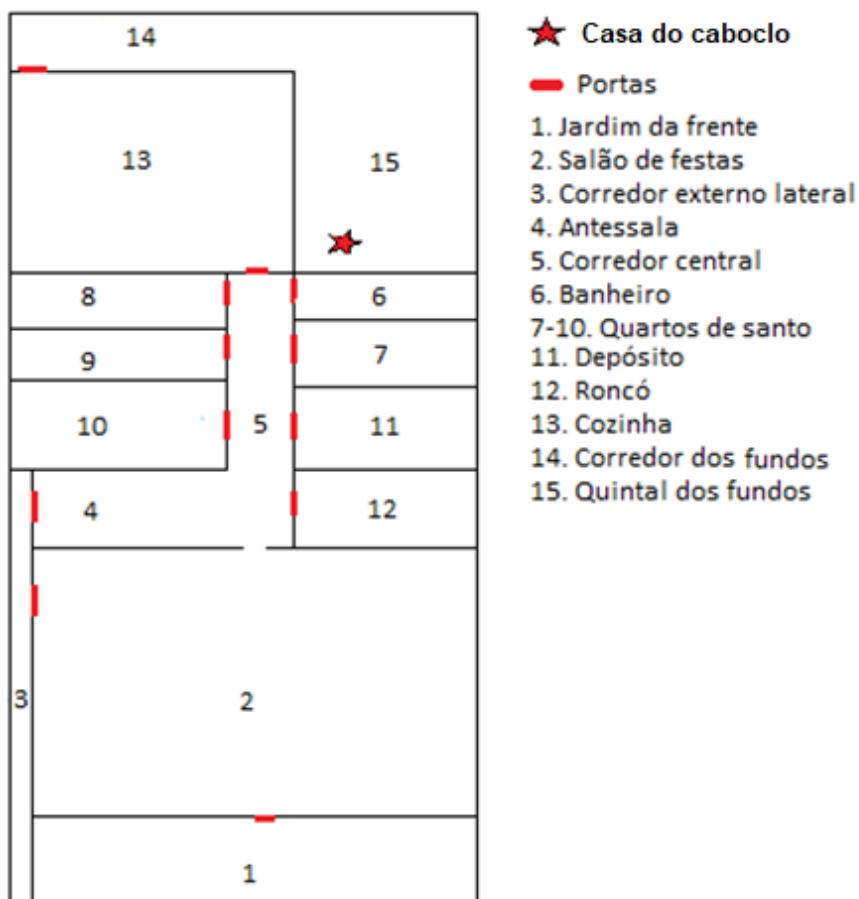 14
13
15
8
6
9
7
10
5
11
4
12
3
2
1
Casa do caboclo
Portas
1. Jardim da frente
2. Salão de festas
3. Corredor externo lateral
4. Antessala
5. Corredor central
6. Banheiro
7-10. Quartos de santo
11. Depósito
12. Roncó
13. Cozinha
14. Corredor dos fundos
15. Quintal dos fundos